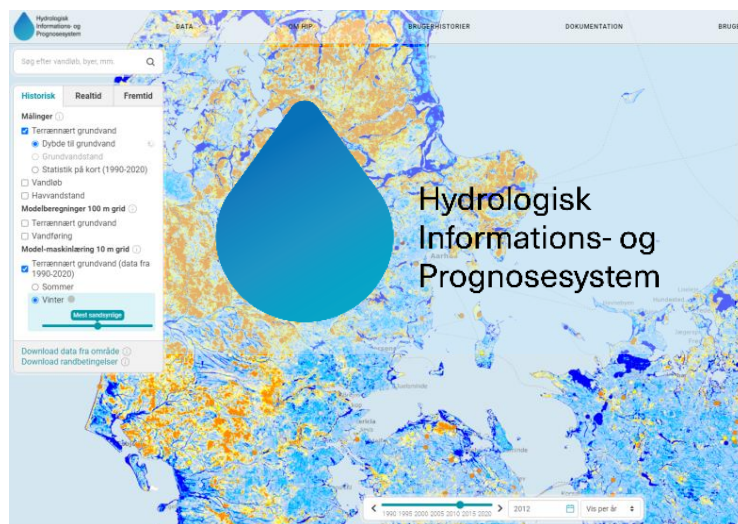 Hydrologisk
Informations- og
Prognosesystem
DATA
OM HIP
BRUGERHISTORIER
DOKUMENTATION
BRUGE
Søg efter vandløb, byer, mm.
Historisk
Realtid
Fremtid
Målinger
Terrænnært grundvand
Dybde til grundvand
Grundvandstand
Statistik på kort (1990-2020)
Vandløb
Havvandstand
Modelberegninger 100 m grid
Terrænnært grundvand
Vandføring
Model-maskinlæring 10 m grid
Terrænnært grundvand (data fra
1990-2020)
Sommer
Vinter
Mest sandsynlige
Download data fra område
Download randbetingelser
Hydrologisk
Informations- og
Prognosesystem
Aarhus
1990 1995 2000 2005 2010 2015 2020
2012
Vis per år